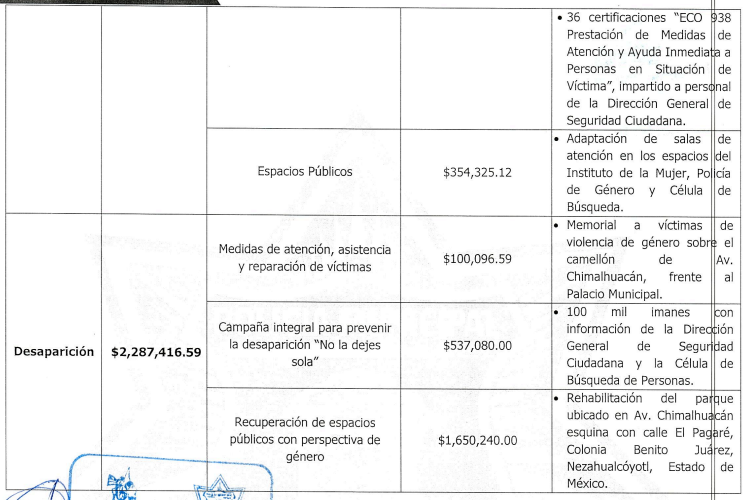 • 36 certificaciones “ECO 938
Prestación de Medidas de
Atención y Ayuda Inmediata a
Personas en Situación de
Víctima”, impartido a personal
de la Dirección General de
Seguridad Ciudadana.
Espacios Públicos
$354,325.12
• Adaptación de salas de
atención en los espacios del
Instituto de la Mujer, Policía
de Género y Célula de
Búsqueda.
Desaparición
$2,287,416.59
Medidas de atención, asistencia
y reparación de víctimas
$100,096.59
• Memorial a víctimas de
violencia de género sobre el
camellón de Av.
Chimalhuacán, frente al
Palacio Municipal.
Campaña integral para prevenir
la desaparición “No la dejes
sola”
$537,080.00
• 100 mil imanes con
información de la Dirección
General de Seguridad
Ciudadana y la Célula de
Búsqueda de Personas.
Recuperación de espacios
públicos con perspectiva de
género
$1,650,240.00
• Rehabilitación del parque
ubicado en Av. Chimalhuacán
esquina con calle El Pagaré,
Colonia Benito Juárez,
Nezahualcóyotl, Estado de
México.